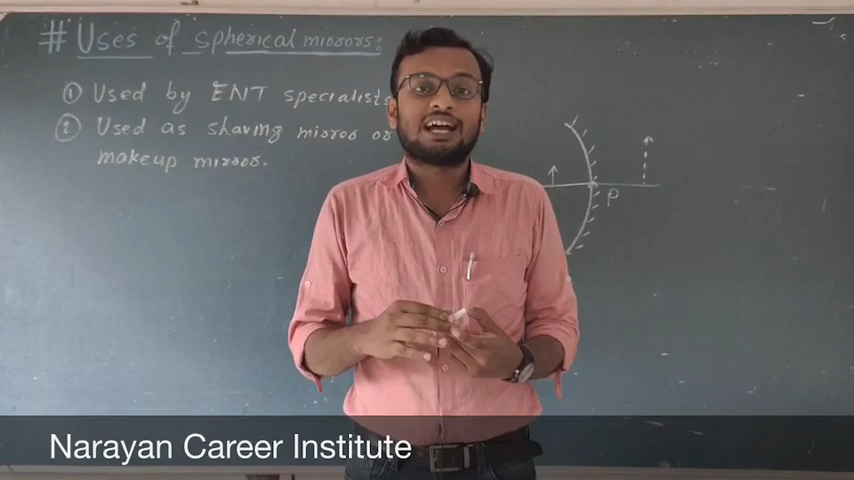 # Uses of spherical mirrors:
① Used by ENT specialists
② Used as shaving mirror or
makeup mirror.
P
Narayan Career Institute